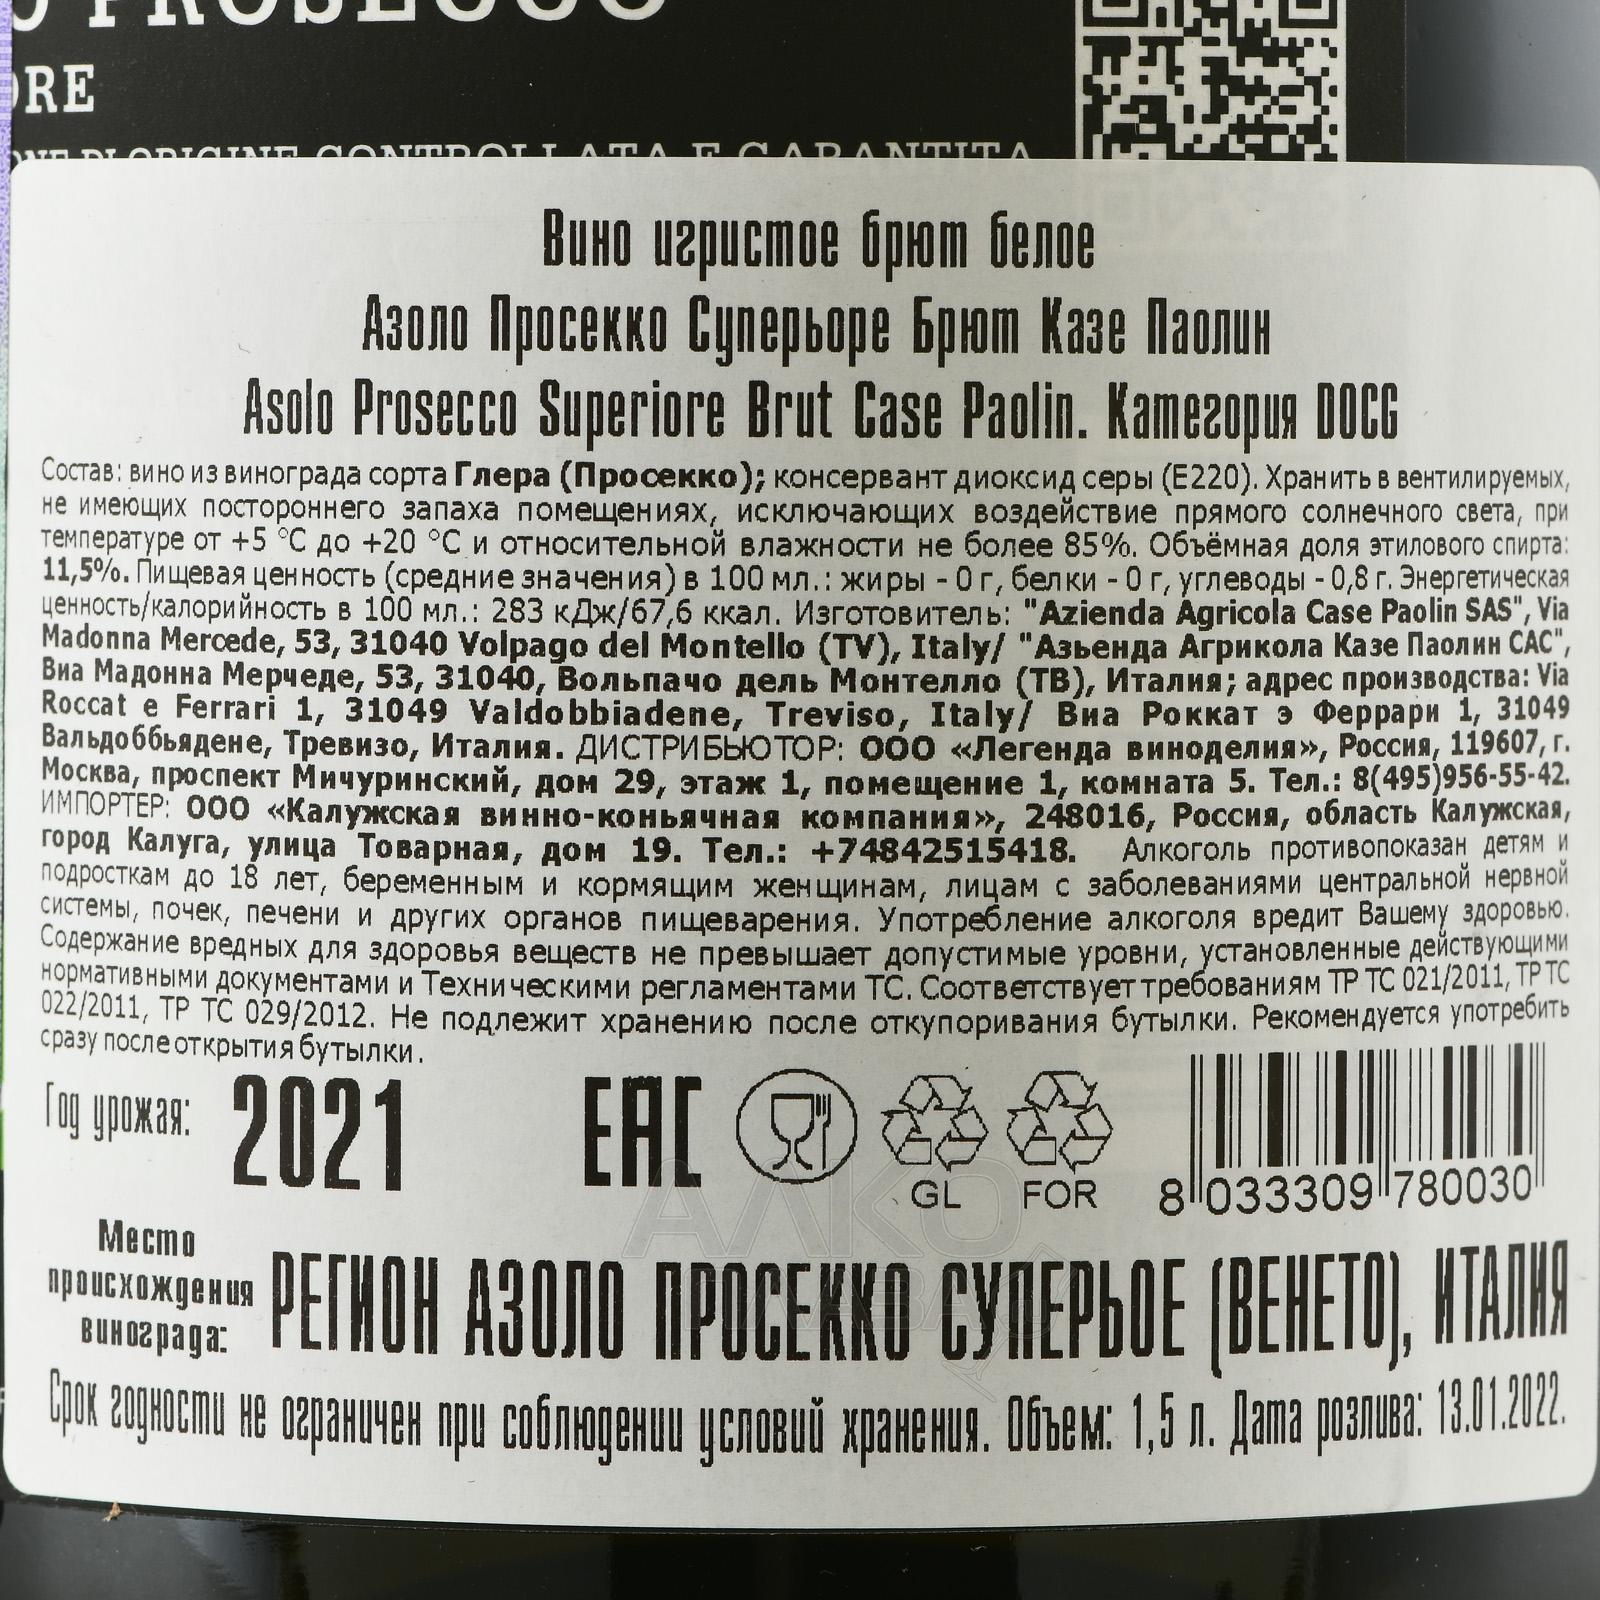 PROSECCO
ORE
DI ORIGINE CONTROLLATA E GARANTITA
Вино игристое брют белое
Азоло Просекко Суперьоре Брют Казе Паолин
Asolo Prosecco Superiore Brut Case Paolin. Категория DOCG
Состав: вино из винограда сорта Глера (Просекко); консервант диоксид серы (Е220). Хранить в вентилируемых,
не имеющих постороннего запаха помещениях, исключающих воздействие прямого солнечного света, при
температуре от +5 °С до +20 °С и относительной влажности не более 85%. Объёмная доля этилового спирта:
11,5%. Пищевая ценность (средние значения) в 100 мл.: жиры - 0 г, белки - 0 г, углеводы - 0,8 г. Энергетическая
ценность/калорийность в 100 мл.: 283 кДж/67,6 ккал. Изготовитель: "Azienda Agricola Case Paolin SAS", Via
Madonna Mercede, 53, 31040 Volpago del Montello (TV), Italy/ "Азьенда Агрикола Казе Паолин САС",
Виа Мадонна Мерчеде, 53, 31040, Вольпачо дель Монтелло (ТВ), Италия; адрес производства: Via
Roccat e Ferrari 1, 31049 Valdobbiadene, Treviso, Italy/ Виа Роккат э Феррари 1, 31049
Вальдоббьядене, Тревизо, Италия. ДИСТРИБЬЮТОР: ООО «Легенда виноделия», Россия, 119607, г.
Москва, проспект Мичуринский, дом 29, этаж 1, помещение 1, комната 5. Тел.: 8(495)956-55-42.
ИМПОРТЕР: ООО «Калужская винно-коньячная компания», 248016, Россия, область Калужская,
город Калуга, улица Товарная, дом 19. Тел.: +74842515418. Алкоголь противопоказан детям и
подросткам до 18 лет, беременным и кормящим женщинам, лицам с заболеваниями центральной нервной
системы, почек, печени и других органов пищеварения. Употребление алкоголя вредит Вашему здоровью.
Содержание вредных для здоровья веществ не превышает допустимые уровни, установленные действующими
нормативными документами и Техническими регламентами ТС. Соответствует требованиям ТР ТС 021/2011, ТР ТС
022/2011, ТР ТС 029/2012. Не подлежит хранению после откупоривания бутылки. Рекомендуется употребить
сразу после открытия бутылки.
Год урожая: 2021
EAC
GL FOR
8 033309 780030
Место происхождения винограда: РЕГИОН АЗОЛО ПРОСЕККО СУПЕРЬОЕ (ВЕНЕТО), ИТАЛИЯ
АЛКО
ПЛАВА
Срок годности не ограничен при соблюдении условий хранения. Объем: 1,5 л. Дата розлива: 13.01.2022.